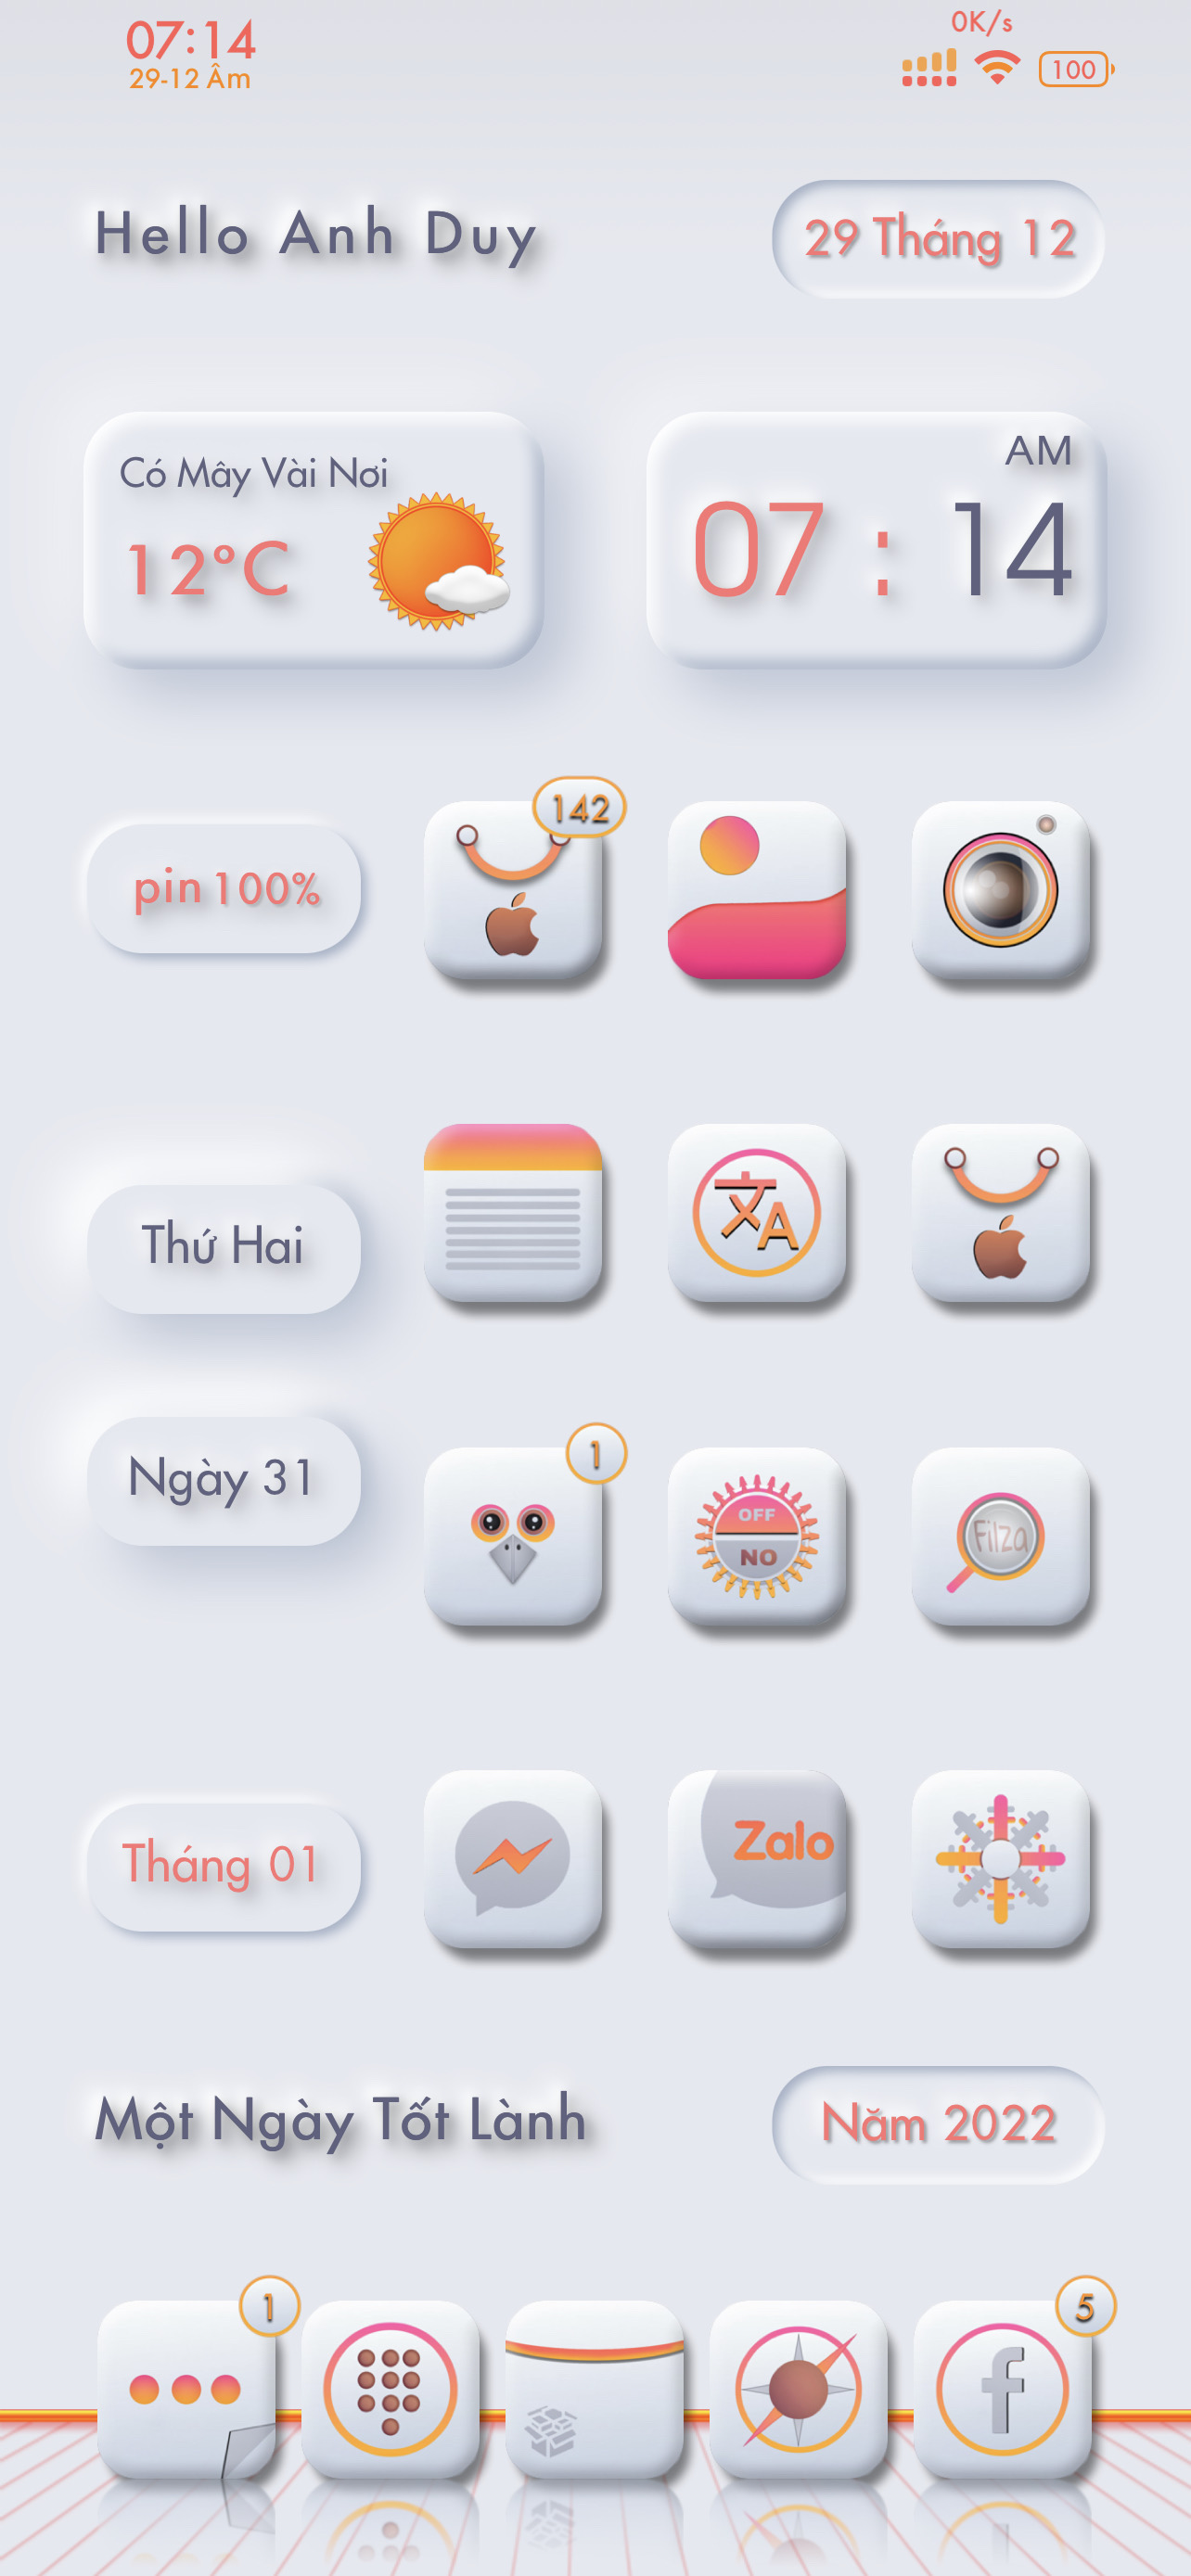 07:14
29-12 Âm
0K/s
100
Hello Anh Duy
29 Tháng 12
Có Mây Vài Nơi
12°C
AM
07 : 14
142
pin 100%
文A
Thứ Hai
Ngày 31
1
OFF
NO
Filza
Zalo
Tháng 01
Một Ngày Tốt Lành
Năm 2022
1
5
f